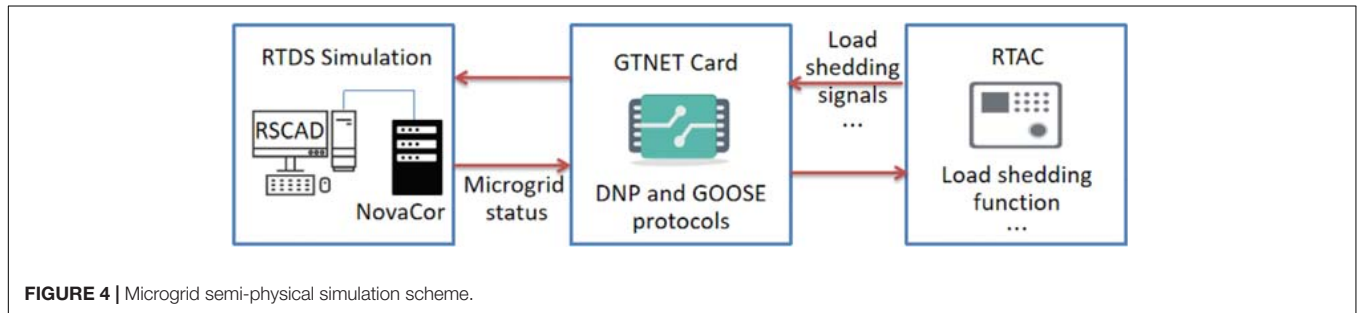 RTDS Simulation
RSCAD
NovaCor
Microgrid
status
GTNET Card
DNP and GOOSE
protocols
Load
shedding
signals
...
RTAC
Load shedding
function
...
FIGURE 4 | Microgrid semi-physical simulation scheme.